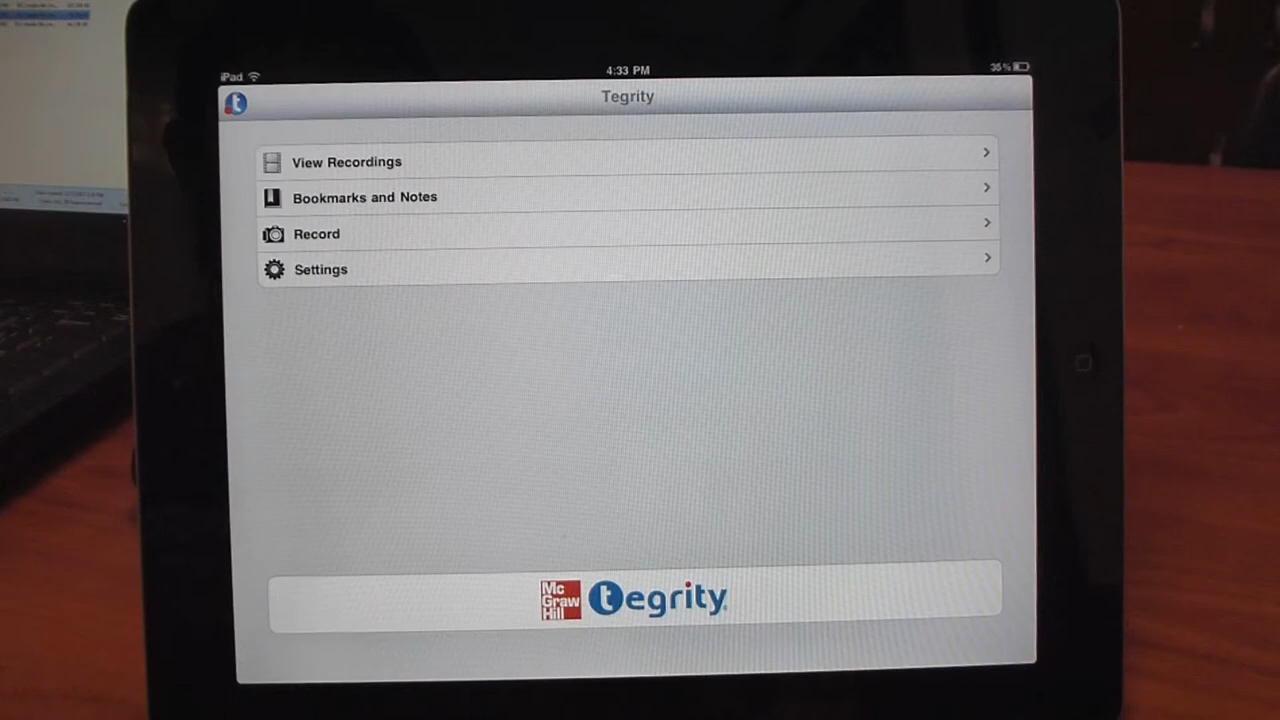 iPad
4:33 PM
35%
Tegrity
View Recordings
Bookmarks and Notes
Record
Settings
Mc
Graw
Hill
tegrity